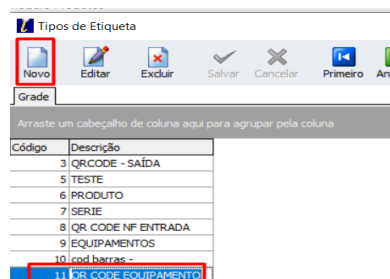 Tipos de Etiqueta
Novo Editar Excluir Salvar Cancelar Primeiro
Grade
Arraste um cabeçalho de coluna aqui para agrupar pela coluna
Código Descrição
3 QRCODE - SAÍDA
5 TESTE
6 PRODUTO
7 SERIE
8 QR CODE NF ENTRADA
9 EQUIPAMENTOS
10 cod barras -
11 QR CODE EQUIPAMENTO